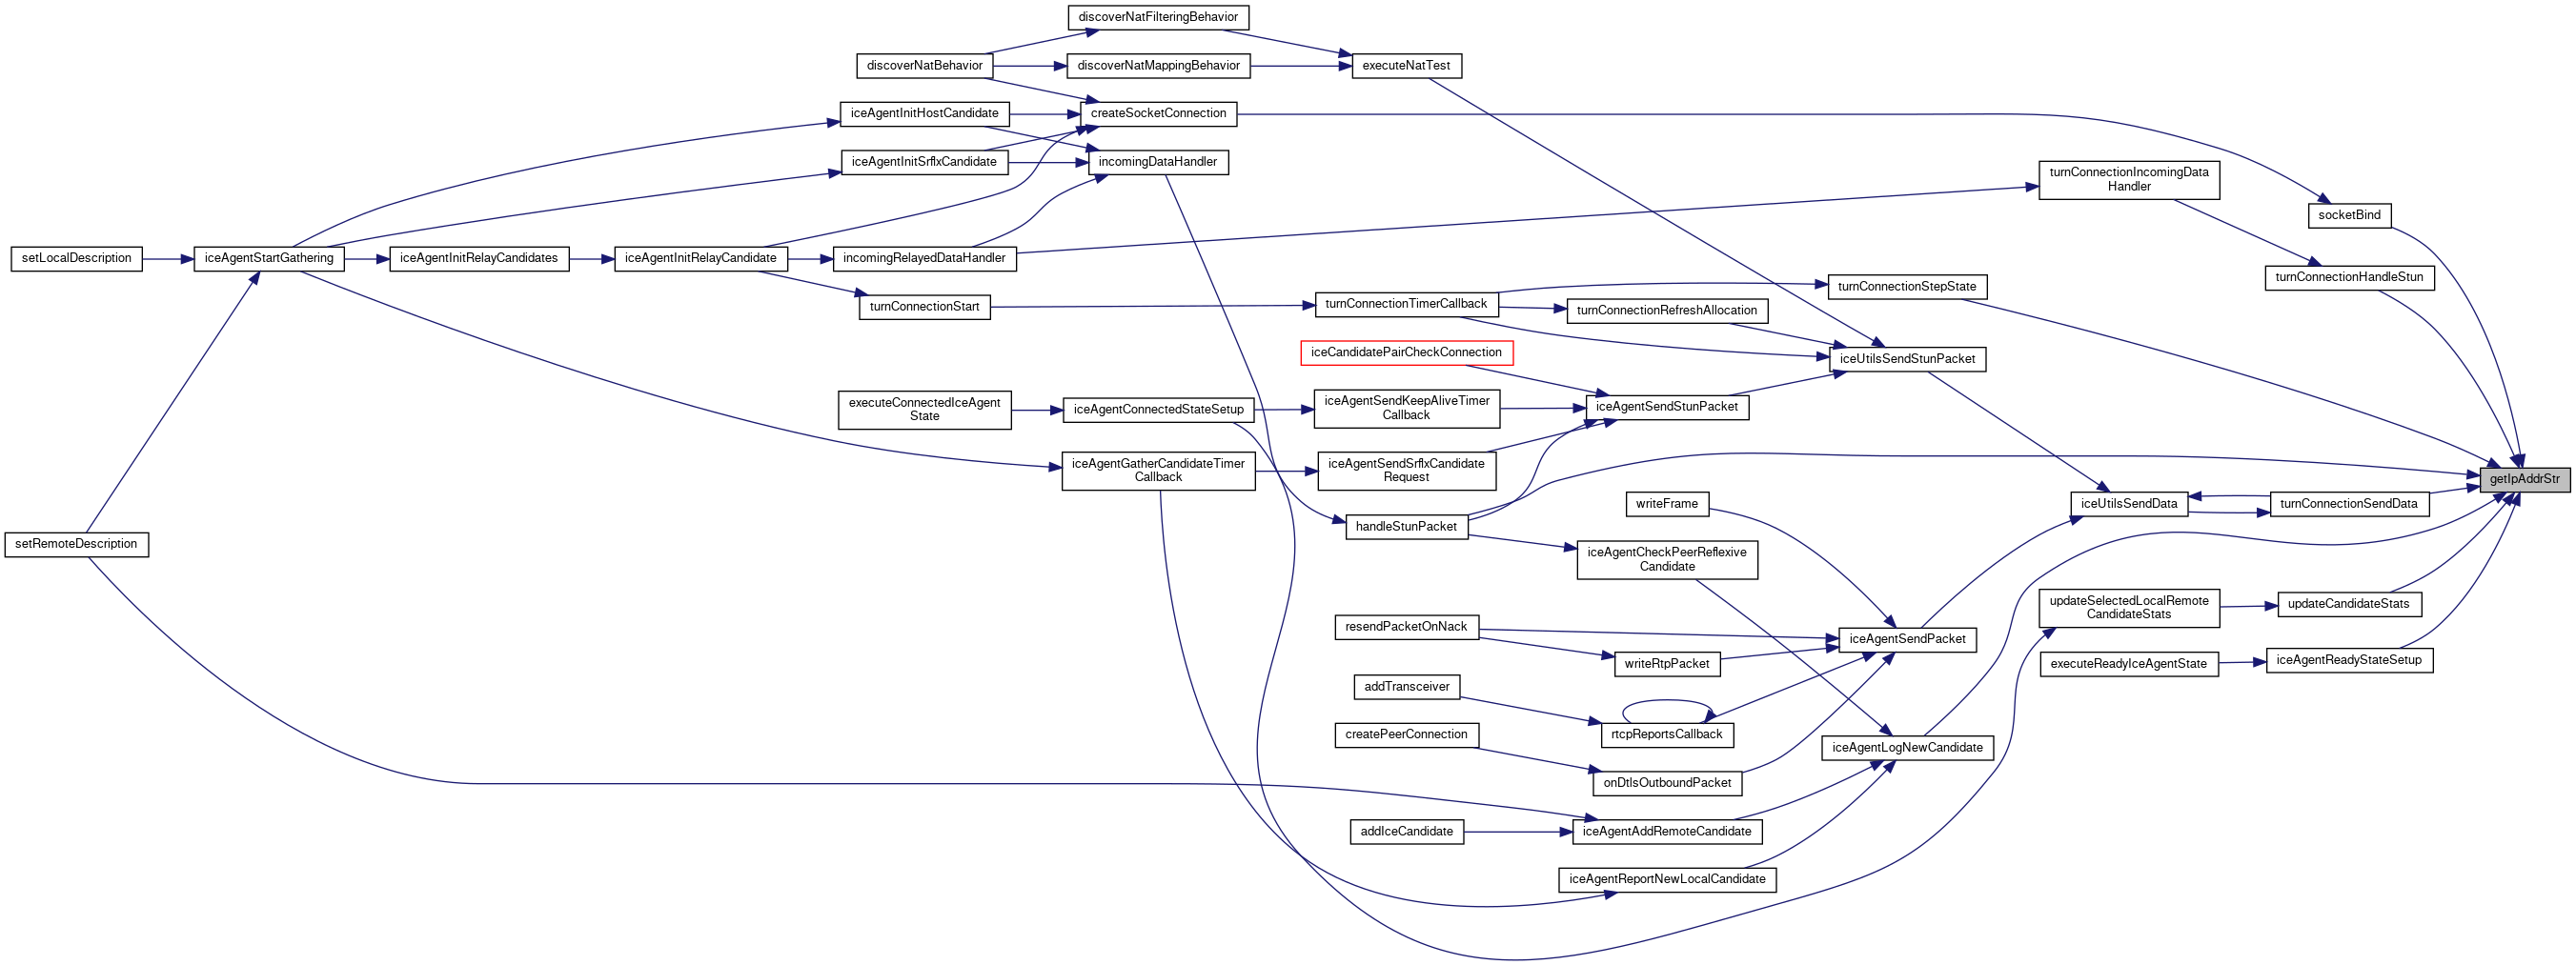 discoverNatFilteringBehavior
discoverNatBehavior
discoverNatMappingBehavior
executeNatTest
iceAgentInitHostCandidate
createSocketConnection
iceAgentInitSrflxCandidate
incomingDataHandler
turnConnectionIncomingData
Handler
socketBind
setLocalDescription
iceAgentStartGathering
iceAgentInitRelayCandidates
iceAgentInitRelayCandidate
incomingRelayedDataHandler
turnConnectionHandleStun
turnConnectionStart
turnConnectionTimerCallback
turnConnectionRefreshAllocation
turnConnectionStepState
iceCandidatePairCheckConnection
iceUtilsSendStunPacket
executeConnectedIceAgent
State
iceAgentConnectedStateSetup
iceAgentSendKeepAliveTimer
Callback
iceAgentSendStunPacket
iceAgentGatherCandidateTimer
Callback
iceAgentSendSrflxCandidate
Request
getIpAddrStr
writeFrame
iceUtilsSendData
turnConnectionSendData
setRemoteDescription
handleStunPacket
iceAgentCheckPeerReflexive
Candidate
updateSelectedLocalRemote
CandidateStats
updateCandidateStats
resendPacketOnNack
iceAgentSendPacket
writeRtpPacket
executeReadyIceAgentState
iceAgentReadyStateSetup
addTransceiver
createPeerConnection
rtcpReportsCallback
iceAgentLogNewCandidate
onDtlsOutboundPacket
addIceCandidate
iceAgentAddRemoteCandidate
iceAgentReportNewLocalCandidate